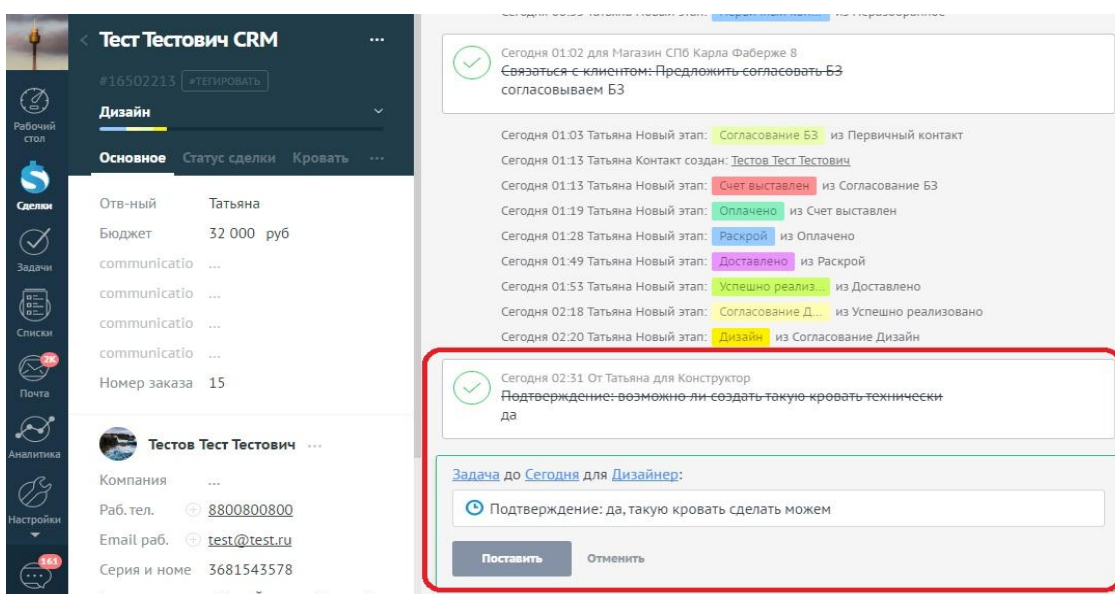 Рабочий стол
Сделки
Задачи
Списки
2K
Почта
Аналитика
Настройки
161
Тест Тестович CRM
#16502213 #ТЕГИРОВАТЬ
Дизайн
Основное Статус сделки Кровать ...
Отв-ный Татьяна
Бюджет 32 000 руб
communicatio ...
communicatio ...
communicatio ...
communicatio ...
Номер заказа 15
Тестов Тест Тестович ...
Компания ...
Раб. тел. 8800800800
Email раб. test@test.ru
Серия и номе 3681543578
Сегодня 01:02 для Магазин СПб Карла Фаберже 8
Связаться с клиентом: Предложить согласовать БЗ
согласовываем БЗ
Сегодня 01:03 Татьяна Новый этап: Согласование БЗ из Первичный контакт
Сегодня 01:13 Татьяна Контакт создан: Тестов Тест Тестович
Сегодня 01:13 Татьяна Новый этап: Счет выставлен из Согласование БЗ
Сегодня 01:19 Татьяна Новый этап: Оплачено из Счет выставлен
Сегодня 01:28 Татьяна Новый этап: Раскрой из Оплачено
Сегодня 01:49 Татьяна Новый этап: Доставлено из Раскрой
Сегодня 01:53 Татьяна Новый этап: Успешно реализ... из Доставлено
Сегодня 02:18 Татьяна Новый этап: Согласование Д... из Успешно реализовано
Сегодня 02:20 Татьяна Новый этап: Дизайн из Согласование Дизайн
Сегодня 02:31 От Татьяна для Конструктор
Подтверждение: возможно ли создать такую кровать технически
да
Задача до Сегодня для Дизайнер:
Подтверждение: да, такую кровать сделать можем
Поставить Отменить